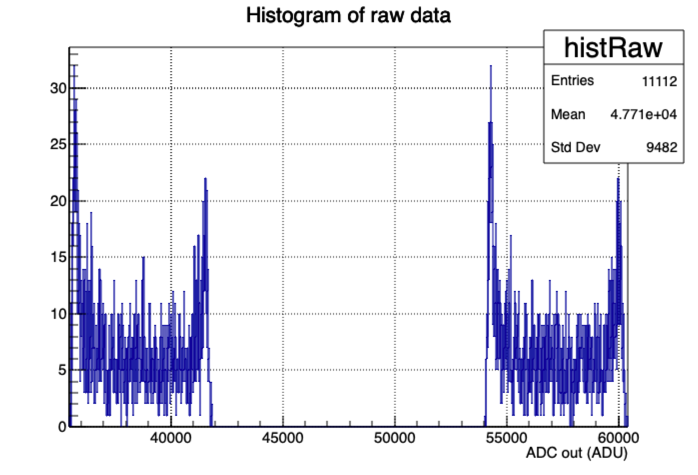 Histogram of raw data
histRaw
Entries 11112
Mean 4.771e+04
Std Dev 9482
30
25
20
15
10
5
0
40000 45000 50000 55000 60000
ADC out (ADU)